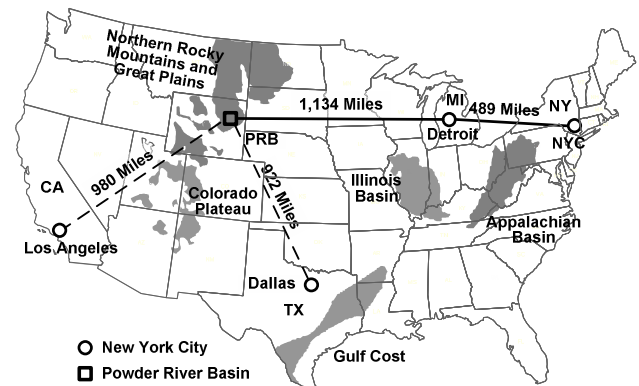 Northern Rocky
Mountains and
Great Plains
1,134 Miles
MI
489 Miles
NY
Detroit
NYC
PRB
980 Miles
922 Miles
CA
Colorado
Plateau
Illinois
Basin
Appalachian
Basin
Los Angeles
Dallas
TX
Gulf Cost
New York City
Powder River Basin